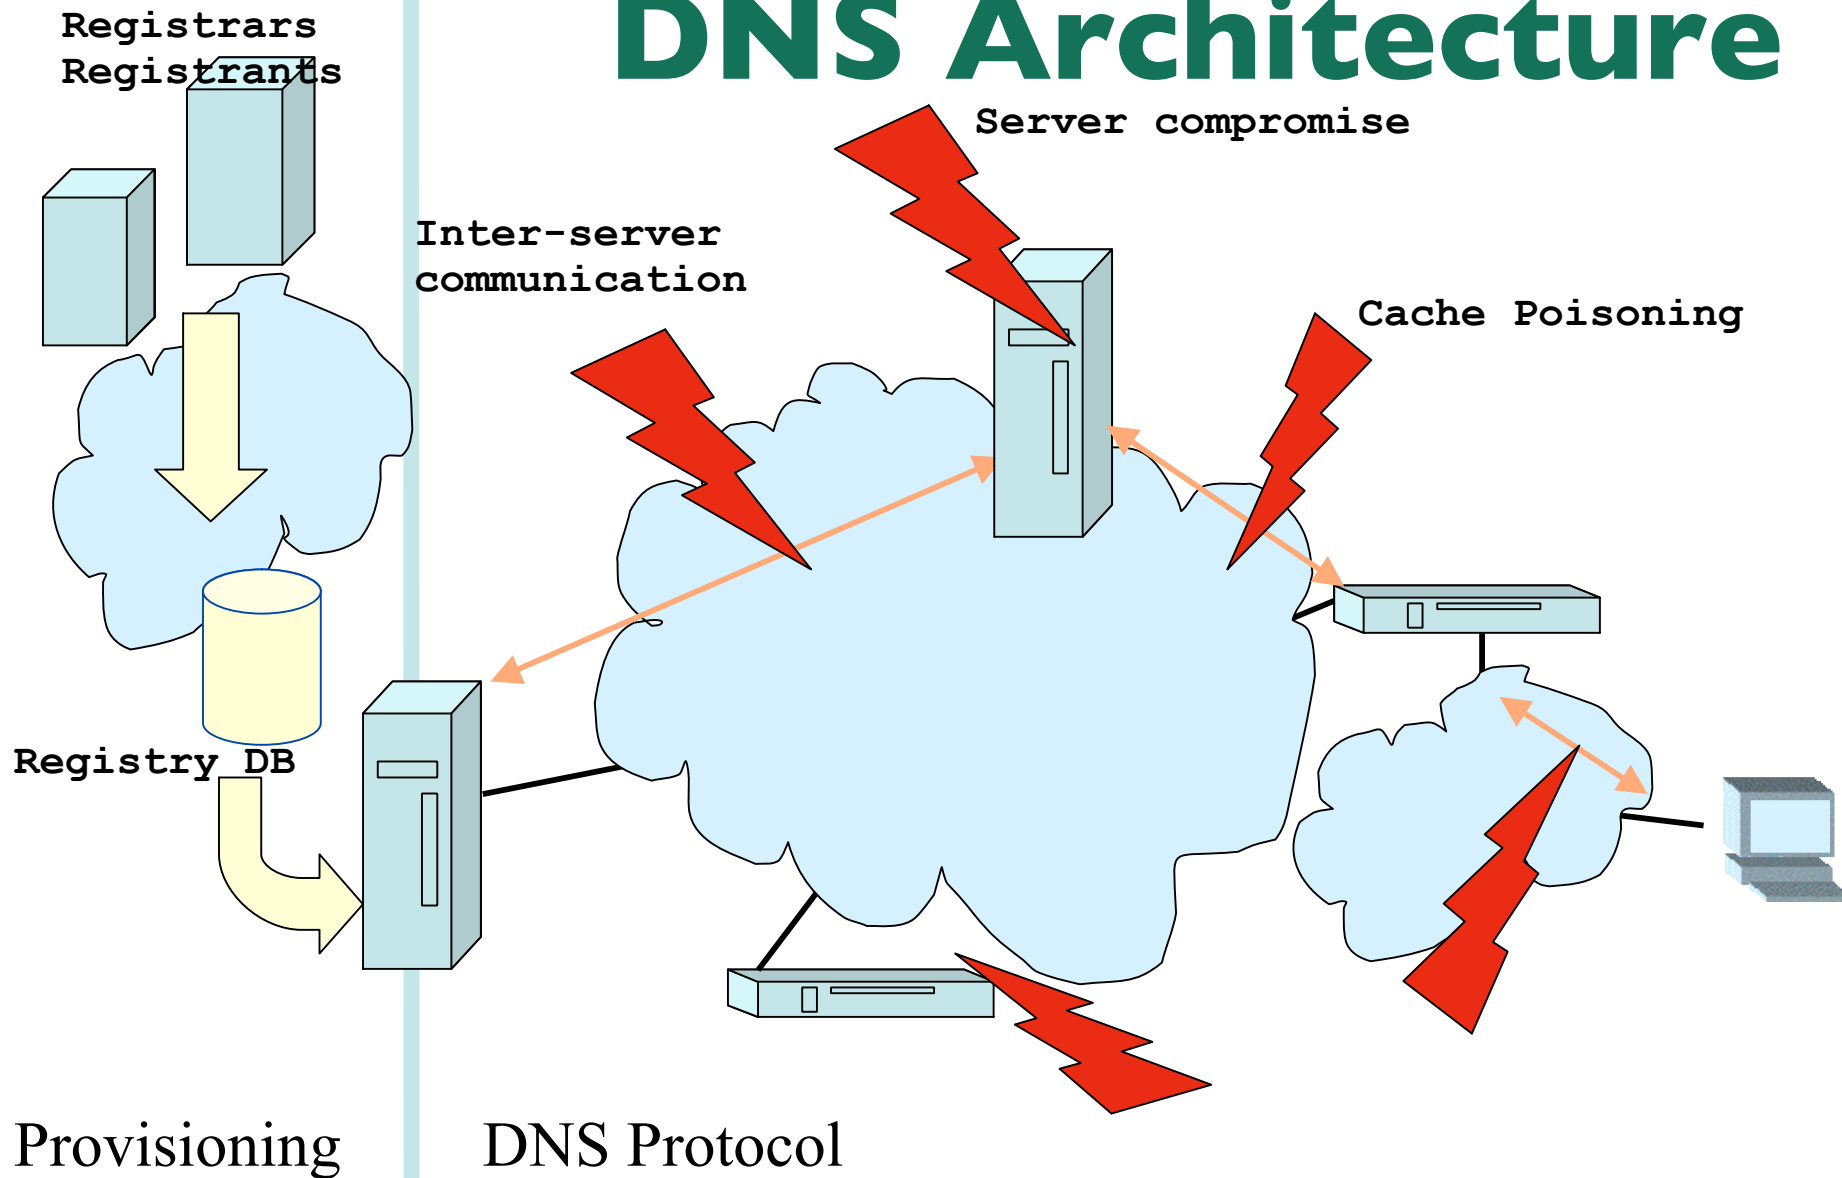 DNS Architecture
Registrars
Registrants
Server compromise
Inter-server
communication
Cache Poisoning
Registry DB
Provisioning
DNS Protocol